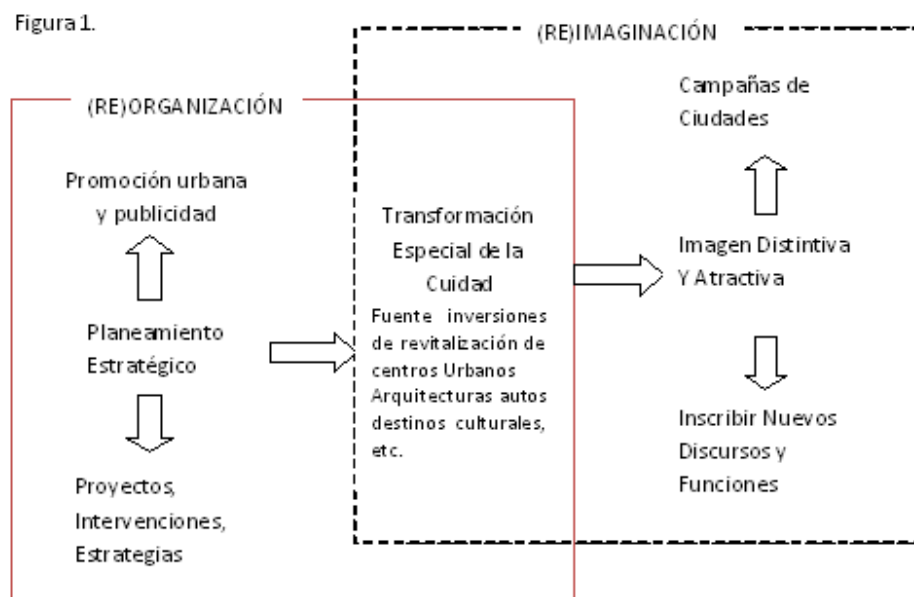 Figura 1.
(RE)IMAGINACIÓN
(RE)ORGANIZACIÓN
Promoción urbana
y publicidad
Planeamiento
Estratégico
Proyectos,
Intervenciones,
Estrategias
Transformación
Especial de la
Cuidad
Fuente inversiones
de revitalización de
centros Urbanos
Arquitecturas autos
destinos culturales,
etc.
Campañas de
Ciudades
Imagen Distintiva
Y Atractiva
Inscribir Nuevos
Discursos y
Funciones